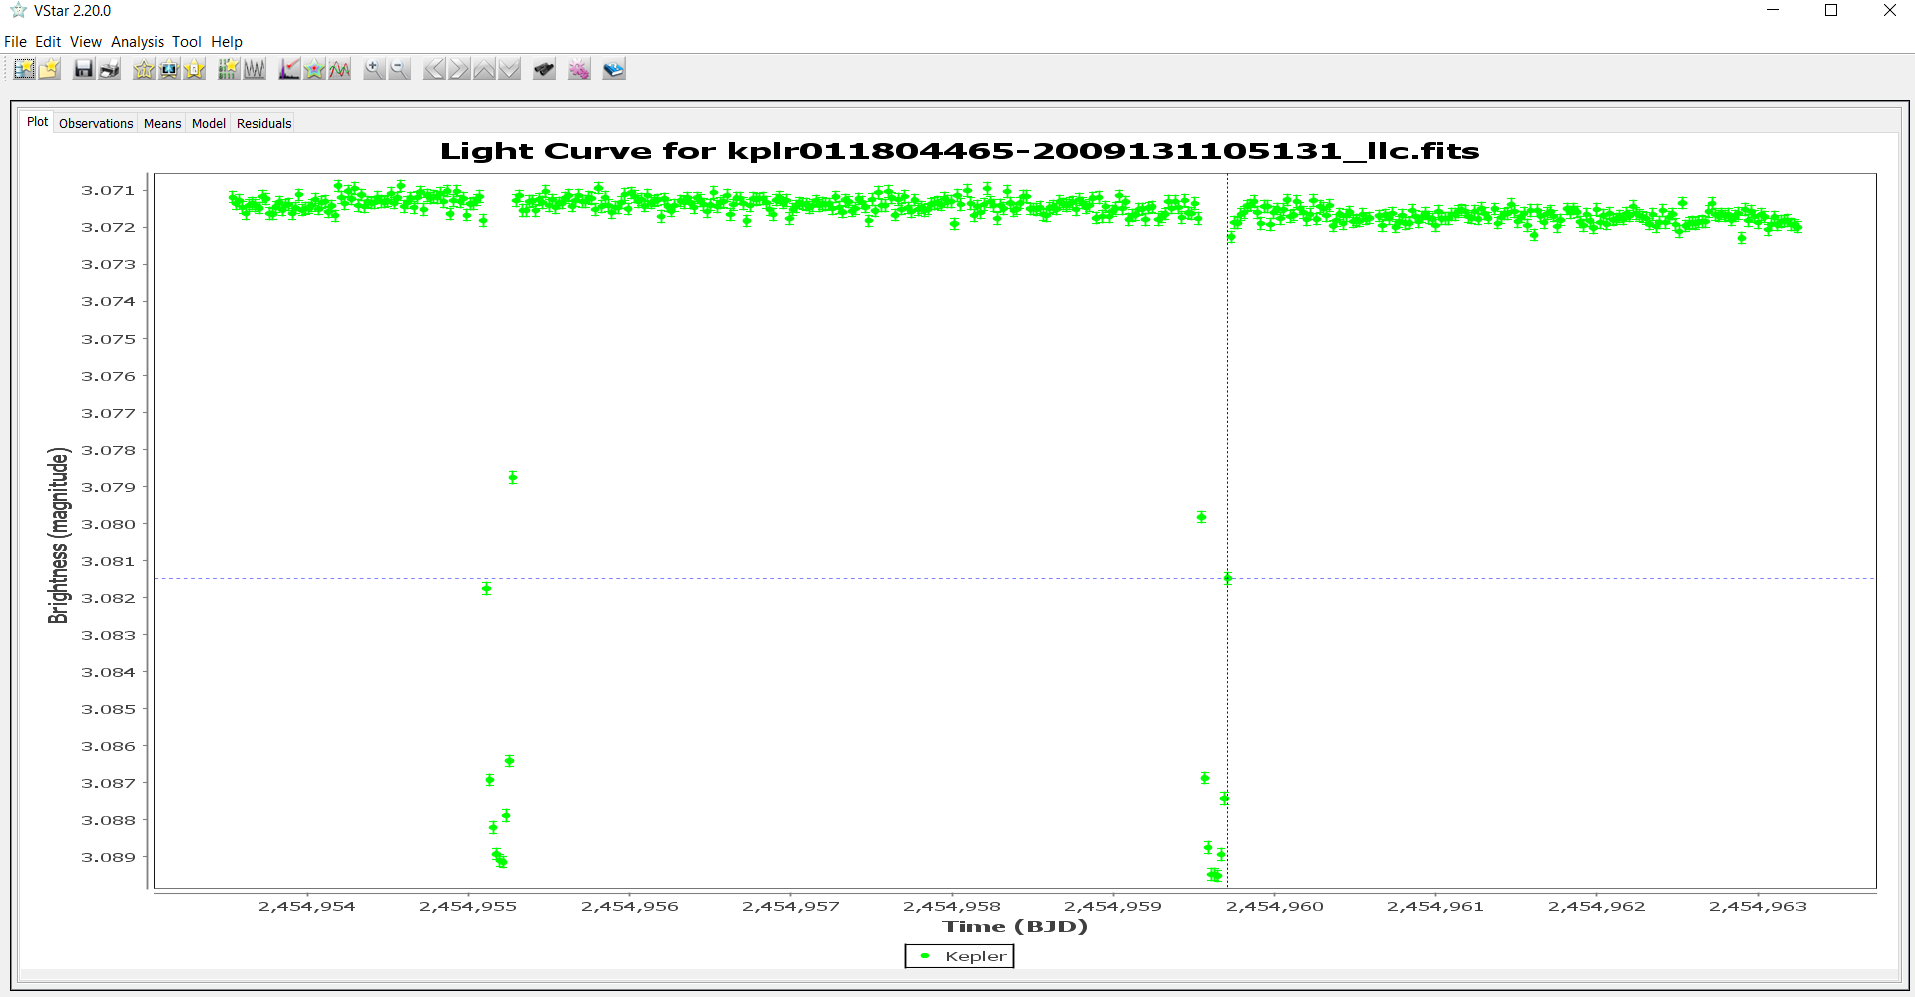 VStar 2.20.0
File Edit View Analysis Tool Help
Plot Observations Means Model Residuals
Light Curve for kplr011804465-2009131105131_llc.fits
Brightness (magnitude)
3.071
3.072
3.073
3.074
3.075
3.076
3.077
3.078
3.079
3.080
3.081
3.082
3.083
3.084
3.085
3.086
3.087
3.088
3.089
2,454,954 2,454,955 2,454,956 2,454,957 2,454,958 2,454,959 2,454,960 2,454,961 2,454,962 2,454,963
Time (BJD)
Kepler